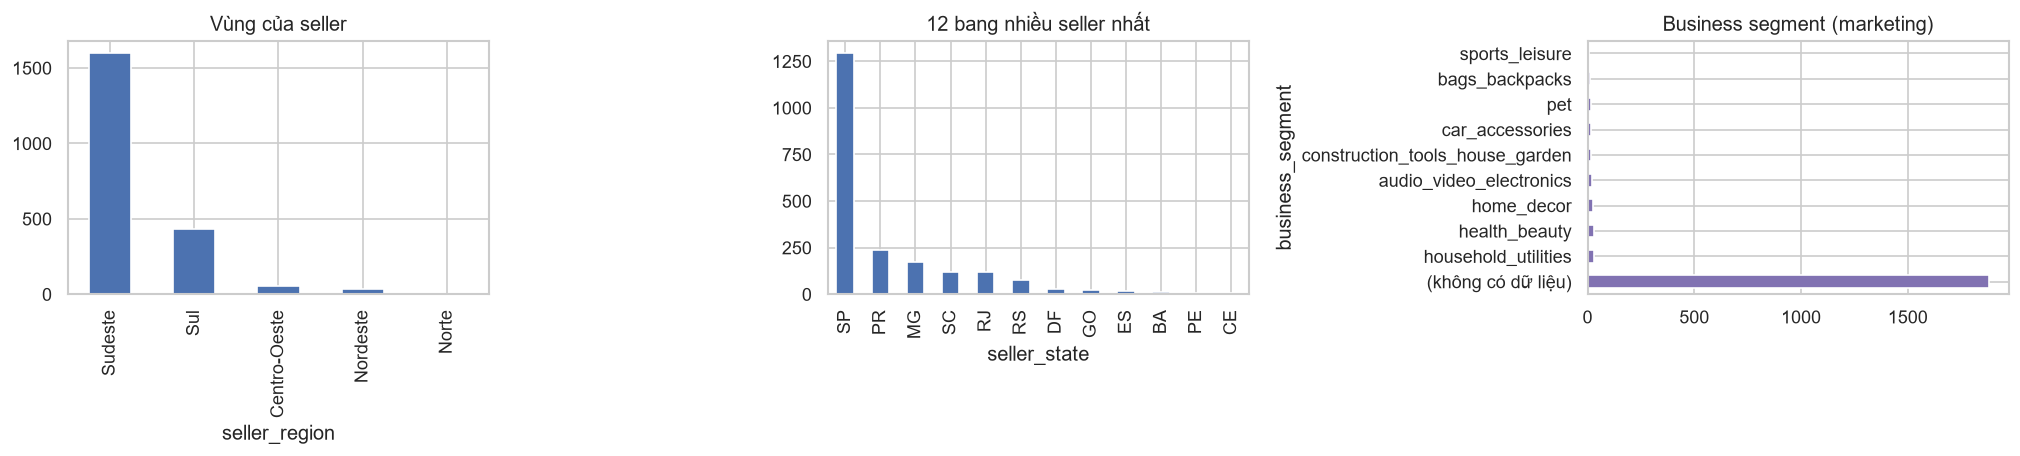 Vùng của seller
1500
1000
500
0
Sudeste
Sul
Centro-Oeste
Nordeste
Norte
seller_region
12 bang nhiều seller nhất
1250
1000
750
500
250
0
SP
PR
MG
SC
RJ
RS
DF
GO
ES
BA
PE
CE
seller_state
Business segment (marketing)
business_segment
sports_leisure
bags_backpacks
pet
car_accessories
construction_tools_house_garden
audio_video_electronics
home_decor
health_beauty
household_utilities
(không có dữ liệu)
0
500
1000
1500